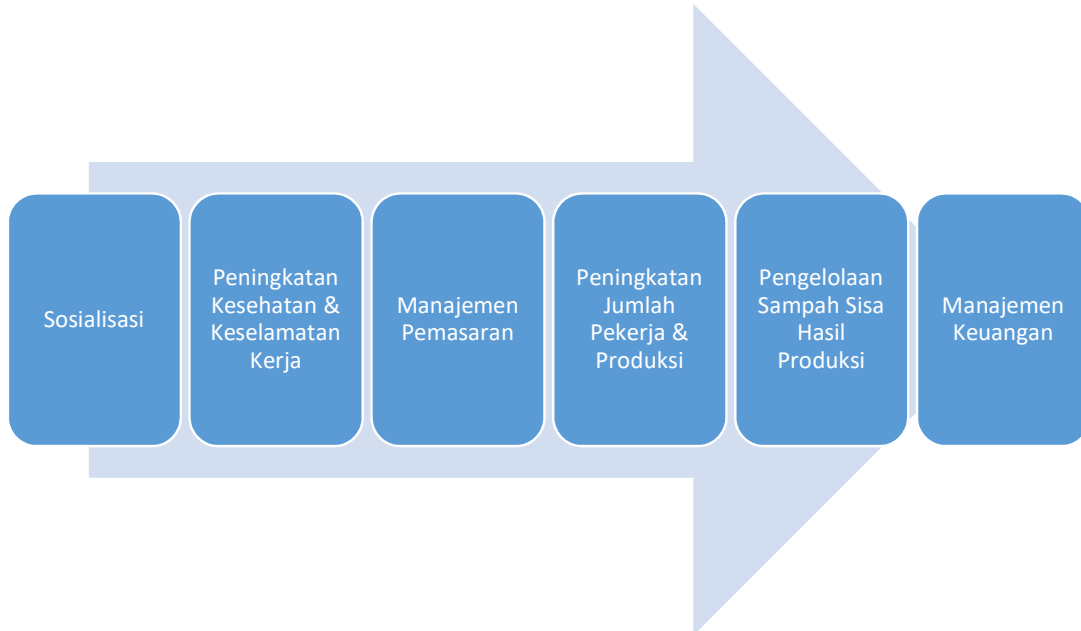 Sosialisasi
Peningkatan
Kesehatan &
Keselamatan
Kerja
Manajemen
Pemasaran
Peningkatan
Jumlah
Pekerja &
Produksi
Pengelolaan
Sampah Sisa
Hasil
Produksi
Manajemen
Keuangan